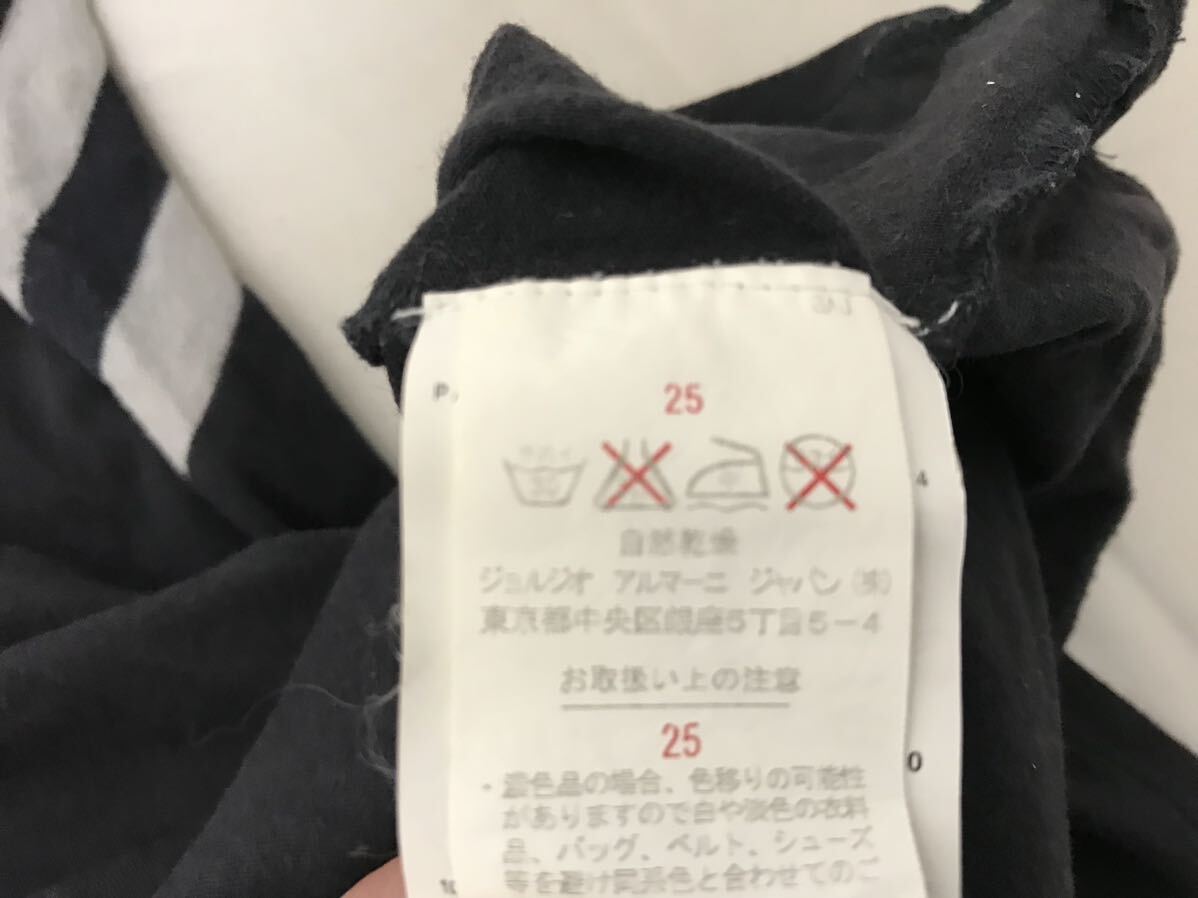 P.
25
4
自然乾燥
ジョルジオ アルマーニ ジャパン (株)
東京都中央区銀座5丁目5-4
お取扱い上の注意
25
0
・濃色品の場合、色移りの可能性
がありますので白や淡色の衣料
品、バッグ、ベルト、シューズ
10
等を避け同系色と合わせてのご